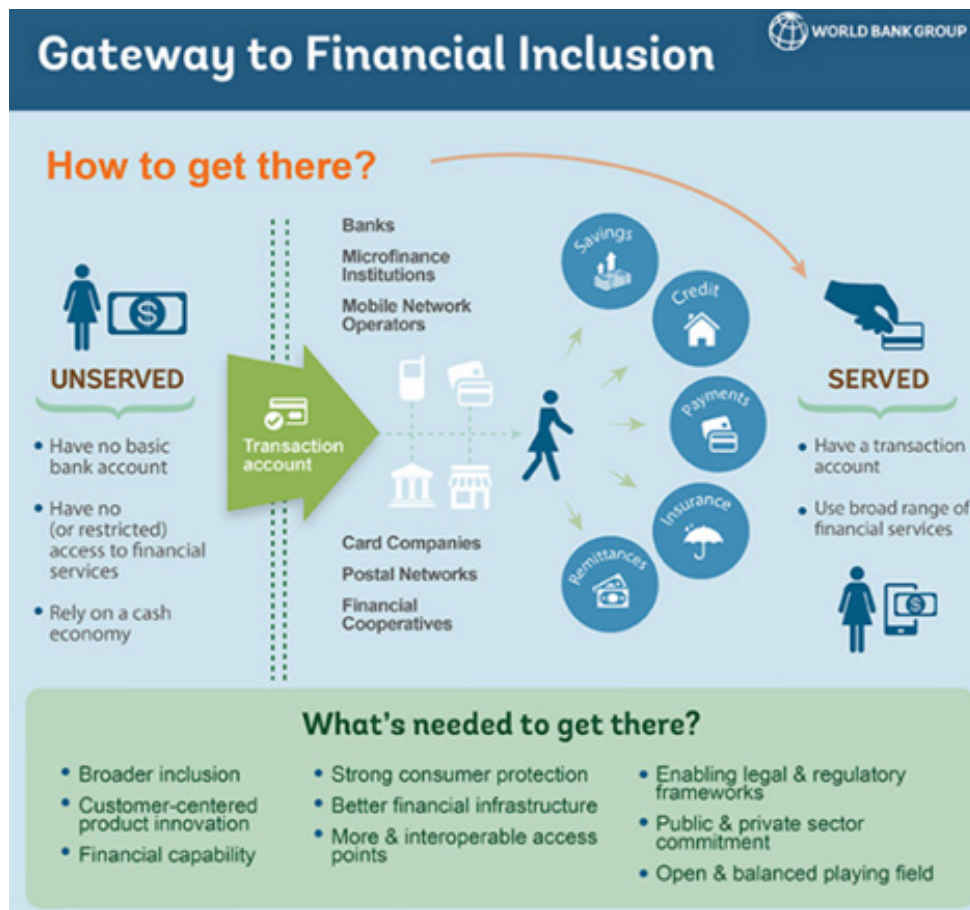 WORLD BANK GROUP
Gateway to Financial Inclusion
How to get there?
UNSERVED
• Have no basic
bank account
• Have no
(or restricted)
access to financial
services
• Rely on a cash
economy
Transaction
account
Banks
Microfinance
Institutions
Mobile Network
Operators
Card Companies
Postal Networks
Financial
Cooperatives
Savings
Credit
Payments
Insurance
Remittances
SERVED
• Have a transaction
account
• Use broad range of
financial services
What's needed to get there?
• Broader inclusion
• Customer-centered
product innovation
• Financial capability
• Strong consumer protection
• Better financial infrastructure
• More & interoperable access
points
• Enabling legal & regulatory
frameworks
• Public & private sector
commitment
• Open & balanced playing field